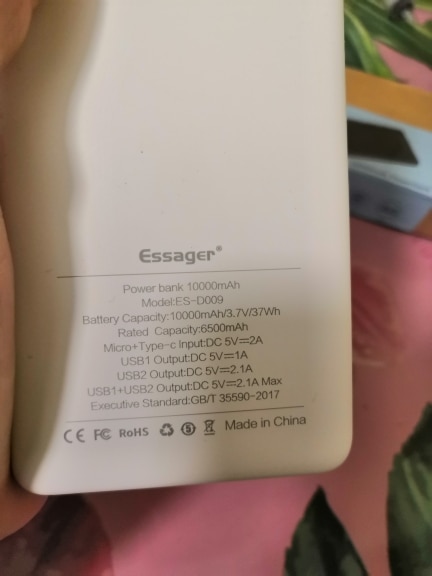 Essager®
Power bank 10000mAh
Model:ES-D009
Battery Capacity:10000mAh/3.7V/37Wh
Rated Capacity:6500mAh
Micro+Type-c Input:DC 5V⎓2A
USB1 Output:DC 5V⎓1A
USB2 Output:DC 5V⎓2.1A
USB1+USB2 Output:DC 5V⎓2.1A Max
Executive Standard:GB/T 35590-2017
CE FC RoHS 5 Made in China